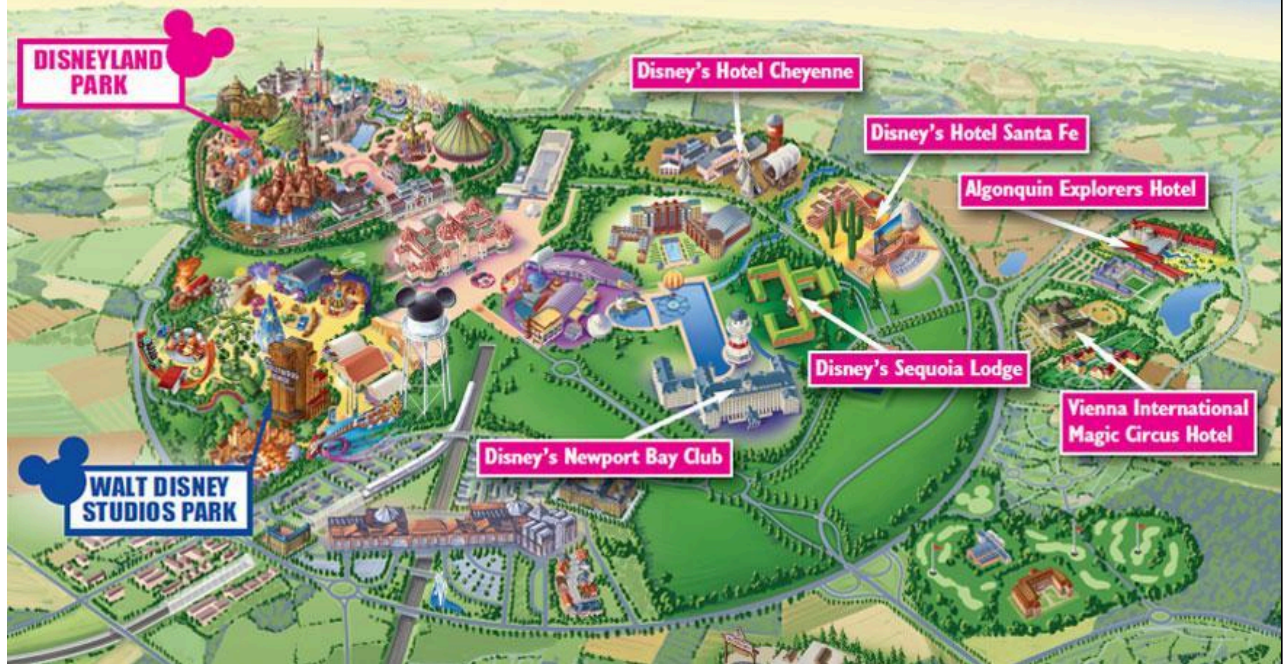 DISNEYLAND
PARK
Disney's Hotel Cheyenne
Disney's Hotel Santa Fe
Algonquin Explorers Hotel
Disney's Sequoia Lodge
Vienna International
Magic Circus Hotel
Disney's Newport Bay Club
WALT DISNEY
STUDIOS PARK